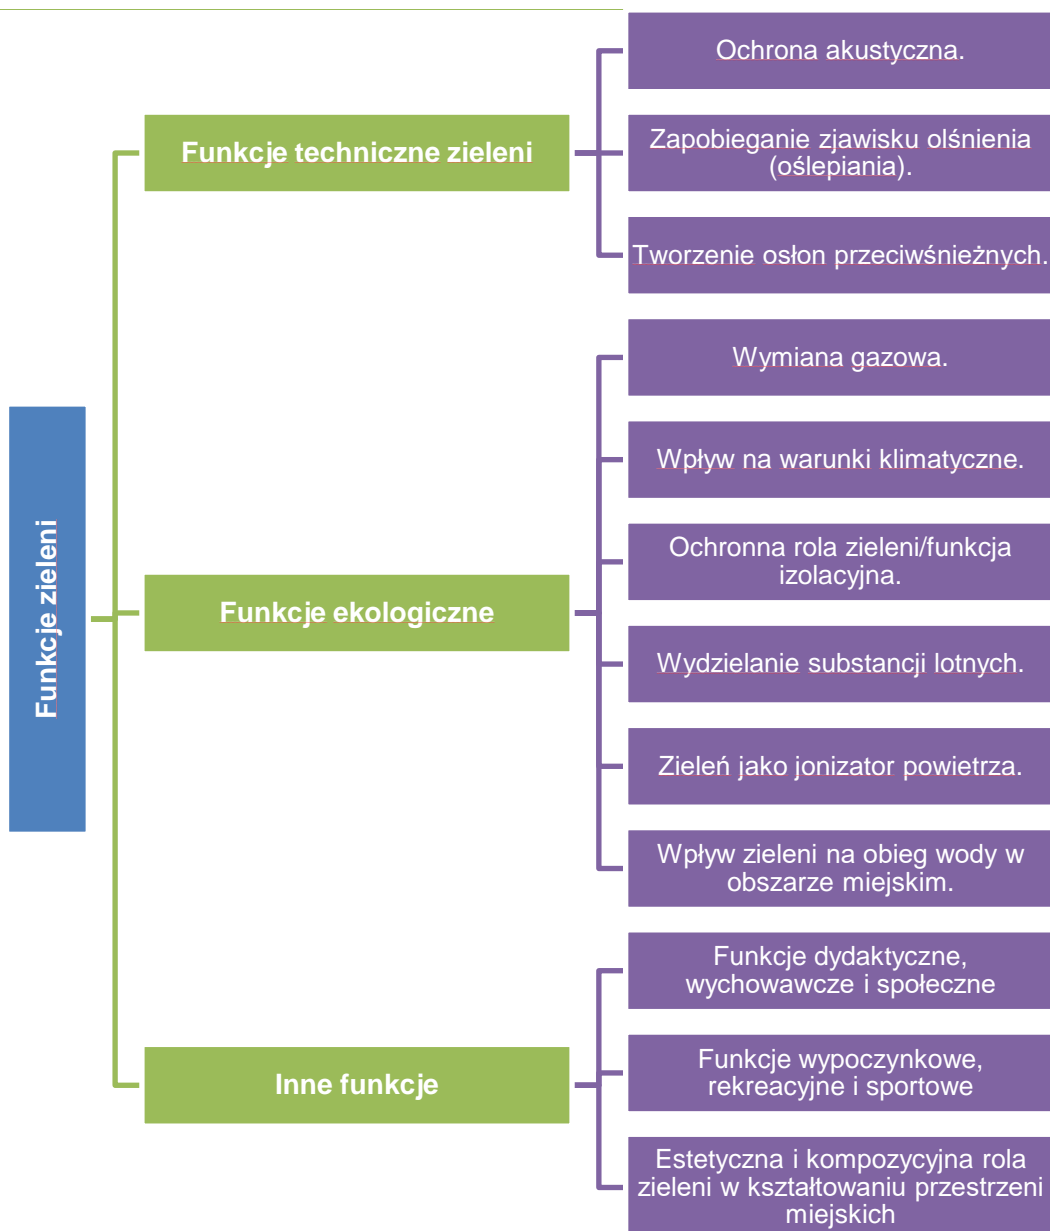 Funkcje zieleni
Funkcje techniczne zieleni
Ochrona akustyczna.
Zapobieganie zjawisku olśnienia
(oślepiania).
Tworzenie osłon przeciwśnieżnych.
Funkcje ekologiczne
Wymiana gazowa.
Wpływ na warunki klimatyczne.
Ochronna rola zieleni/funkcja
izolacyjna.
Wydzielanie substancji lotnych.
Zieleń jako jonizator powietrza.
Wpływ zieleni na obieg wody w
obszarze miejskim.
Inne funkcje
Funkcje dydaktyczne,
wychowawcze i społeczne
Funkcje wypoczynkowe,
rekreacyjne i sportowe
Estetyczna i kompozycyjna rola
zieleni w kształtowaniu przestrzeni
miejskich